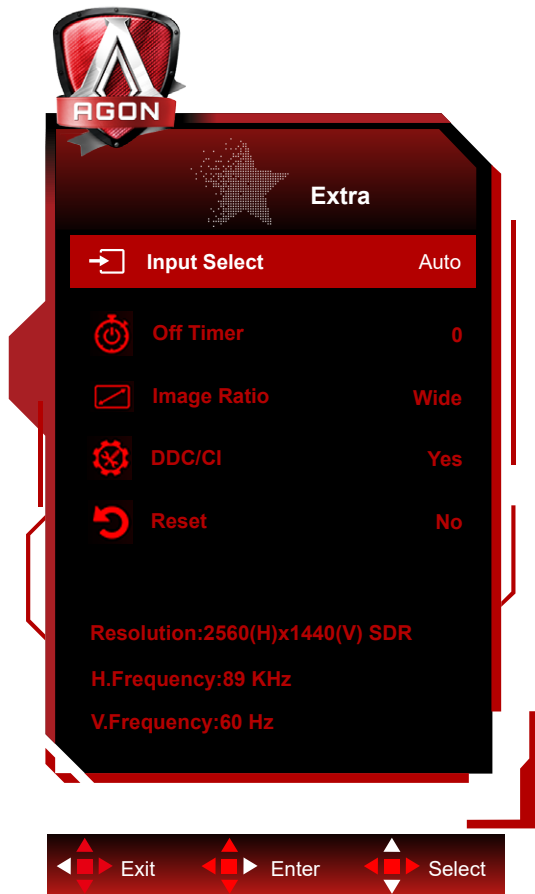 AGON
Extra
Input Select Auto
Off Timer 0
Image Ratio Wide
DDC/CI Yes
Reset No
Resolution:2560(H)x1440(V) SDR
H.Frequency:89 KHz
V.Frequency:60 Hz
Exit Enter Select